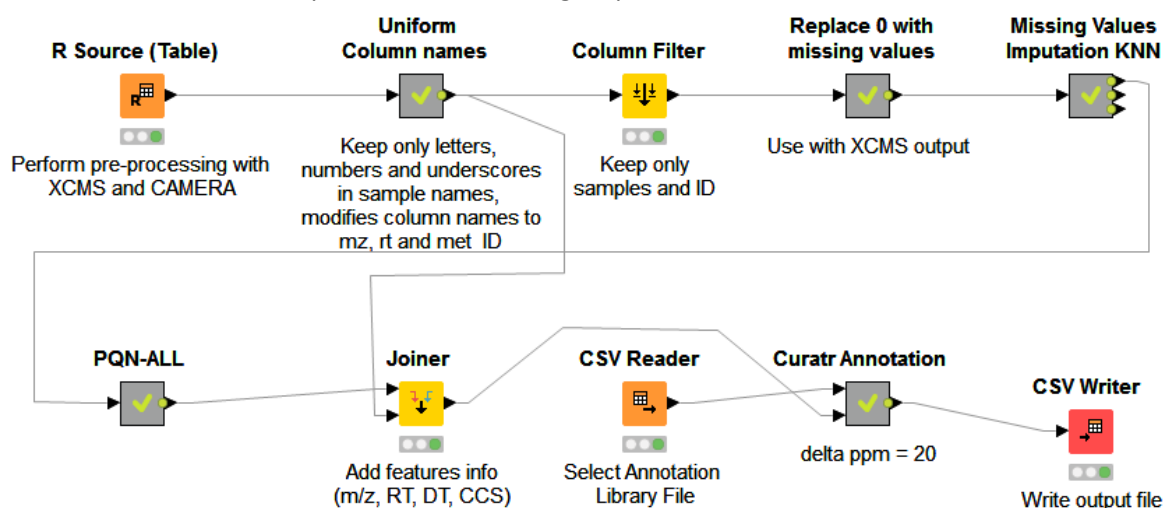 Uniform
Column names
R Source (Table)
Column Filter
Replace 0 with
missing values
Missing Values
Imputation KNN
R
Perform pre-processing with
XCMS and CAMERA
Keep only letters,
numbers and underscores
in sample names,
modifies column names to
mz, rt and met_ID
Keep only
samples and ID
Use with XCMS output
PQN-ALL
Joiner
CSV Reader
Curatr Annotation
CSV Writer
Add features info
(m/z, RT, DT, CCS)
Select Annotation
Library File
delta ppm = 20
Write output file